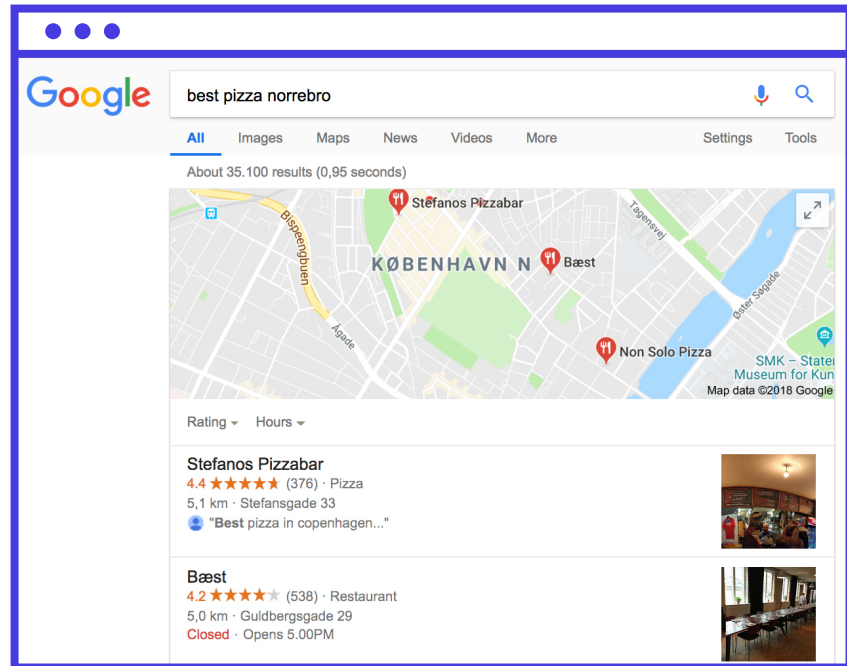 Google
best pizza norrebro
All Images Maps News Videos More Settings Tools
About 35.100 results (0,95 seconds)
Stefanos Pizzabar
Bispeengbuen
Tagensvej
KØBENHAVN N
Bæst
Øster Søgade
Ågade
Non Solo Pizza
SMK – Staten
Museum for Kun
Map data ©2018 Google
Rating Hours
Stefanos Pizzabar
4.4 (376) · Pizza
5,1 km · Stefansgade 33
"Best pizza in copenhagen..."
Bæst
4.2 (538) · Restaurant
5,0 km · Guldbergsgade 29
Closed · Opens 5.00PM